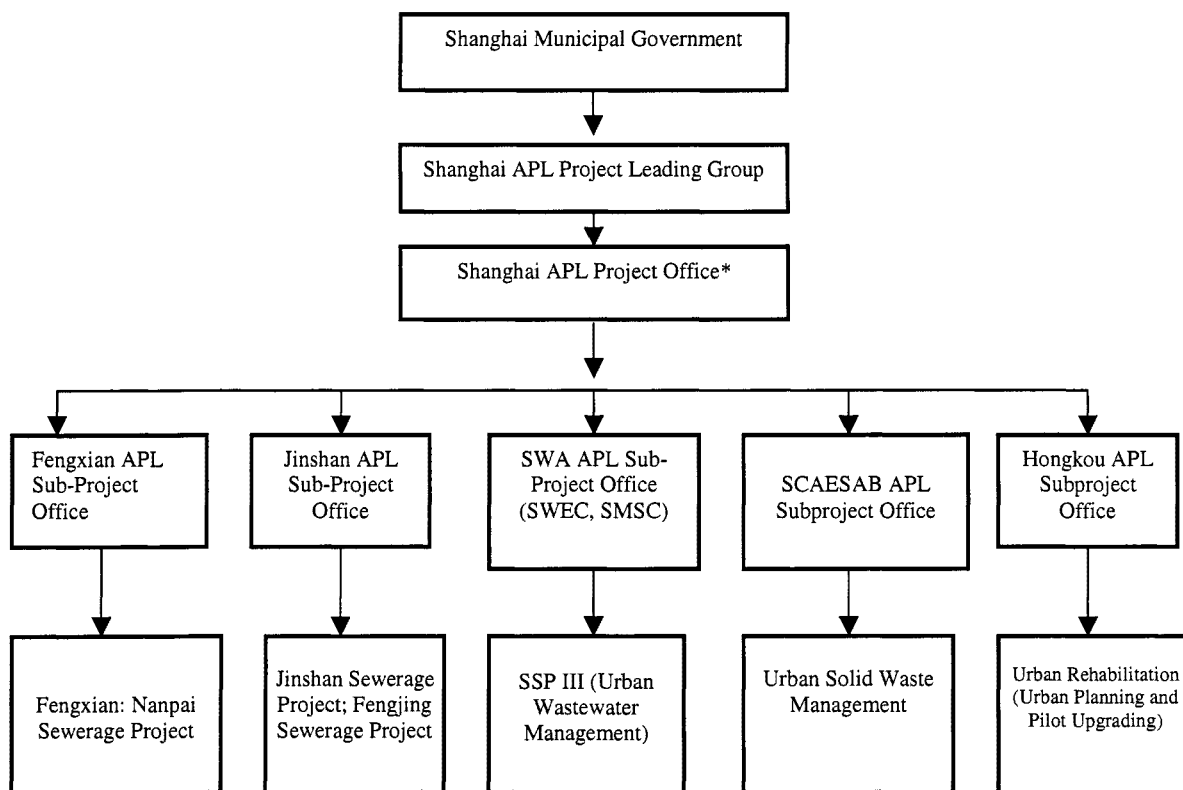 Shanghai Municipal Government
Shanghai APL Project Leading Group
Shanghai APL Project Office*
Fengxian APL
Sub-Project
Office
Jinshan APL
Sub-Project
Office
SWA APL Sub-
Project Office
(SWEC, SMSC)
SCAESAB APL
Subproject Office
Hongkou APL
Subproject
Office
Fengxian: Nanpai
Sewerage Project
Jinshan Sewerage
Project; Fengjing
Sewerage Project
SSP III (Urban
Wastewater
Management)
Urban Solid Waste
Management
Urban Rehabilitation
(Urban Planning and
Pilot Upgrading)